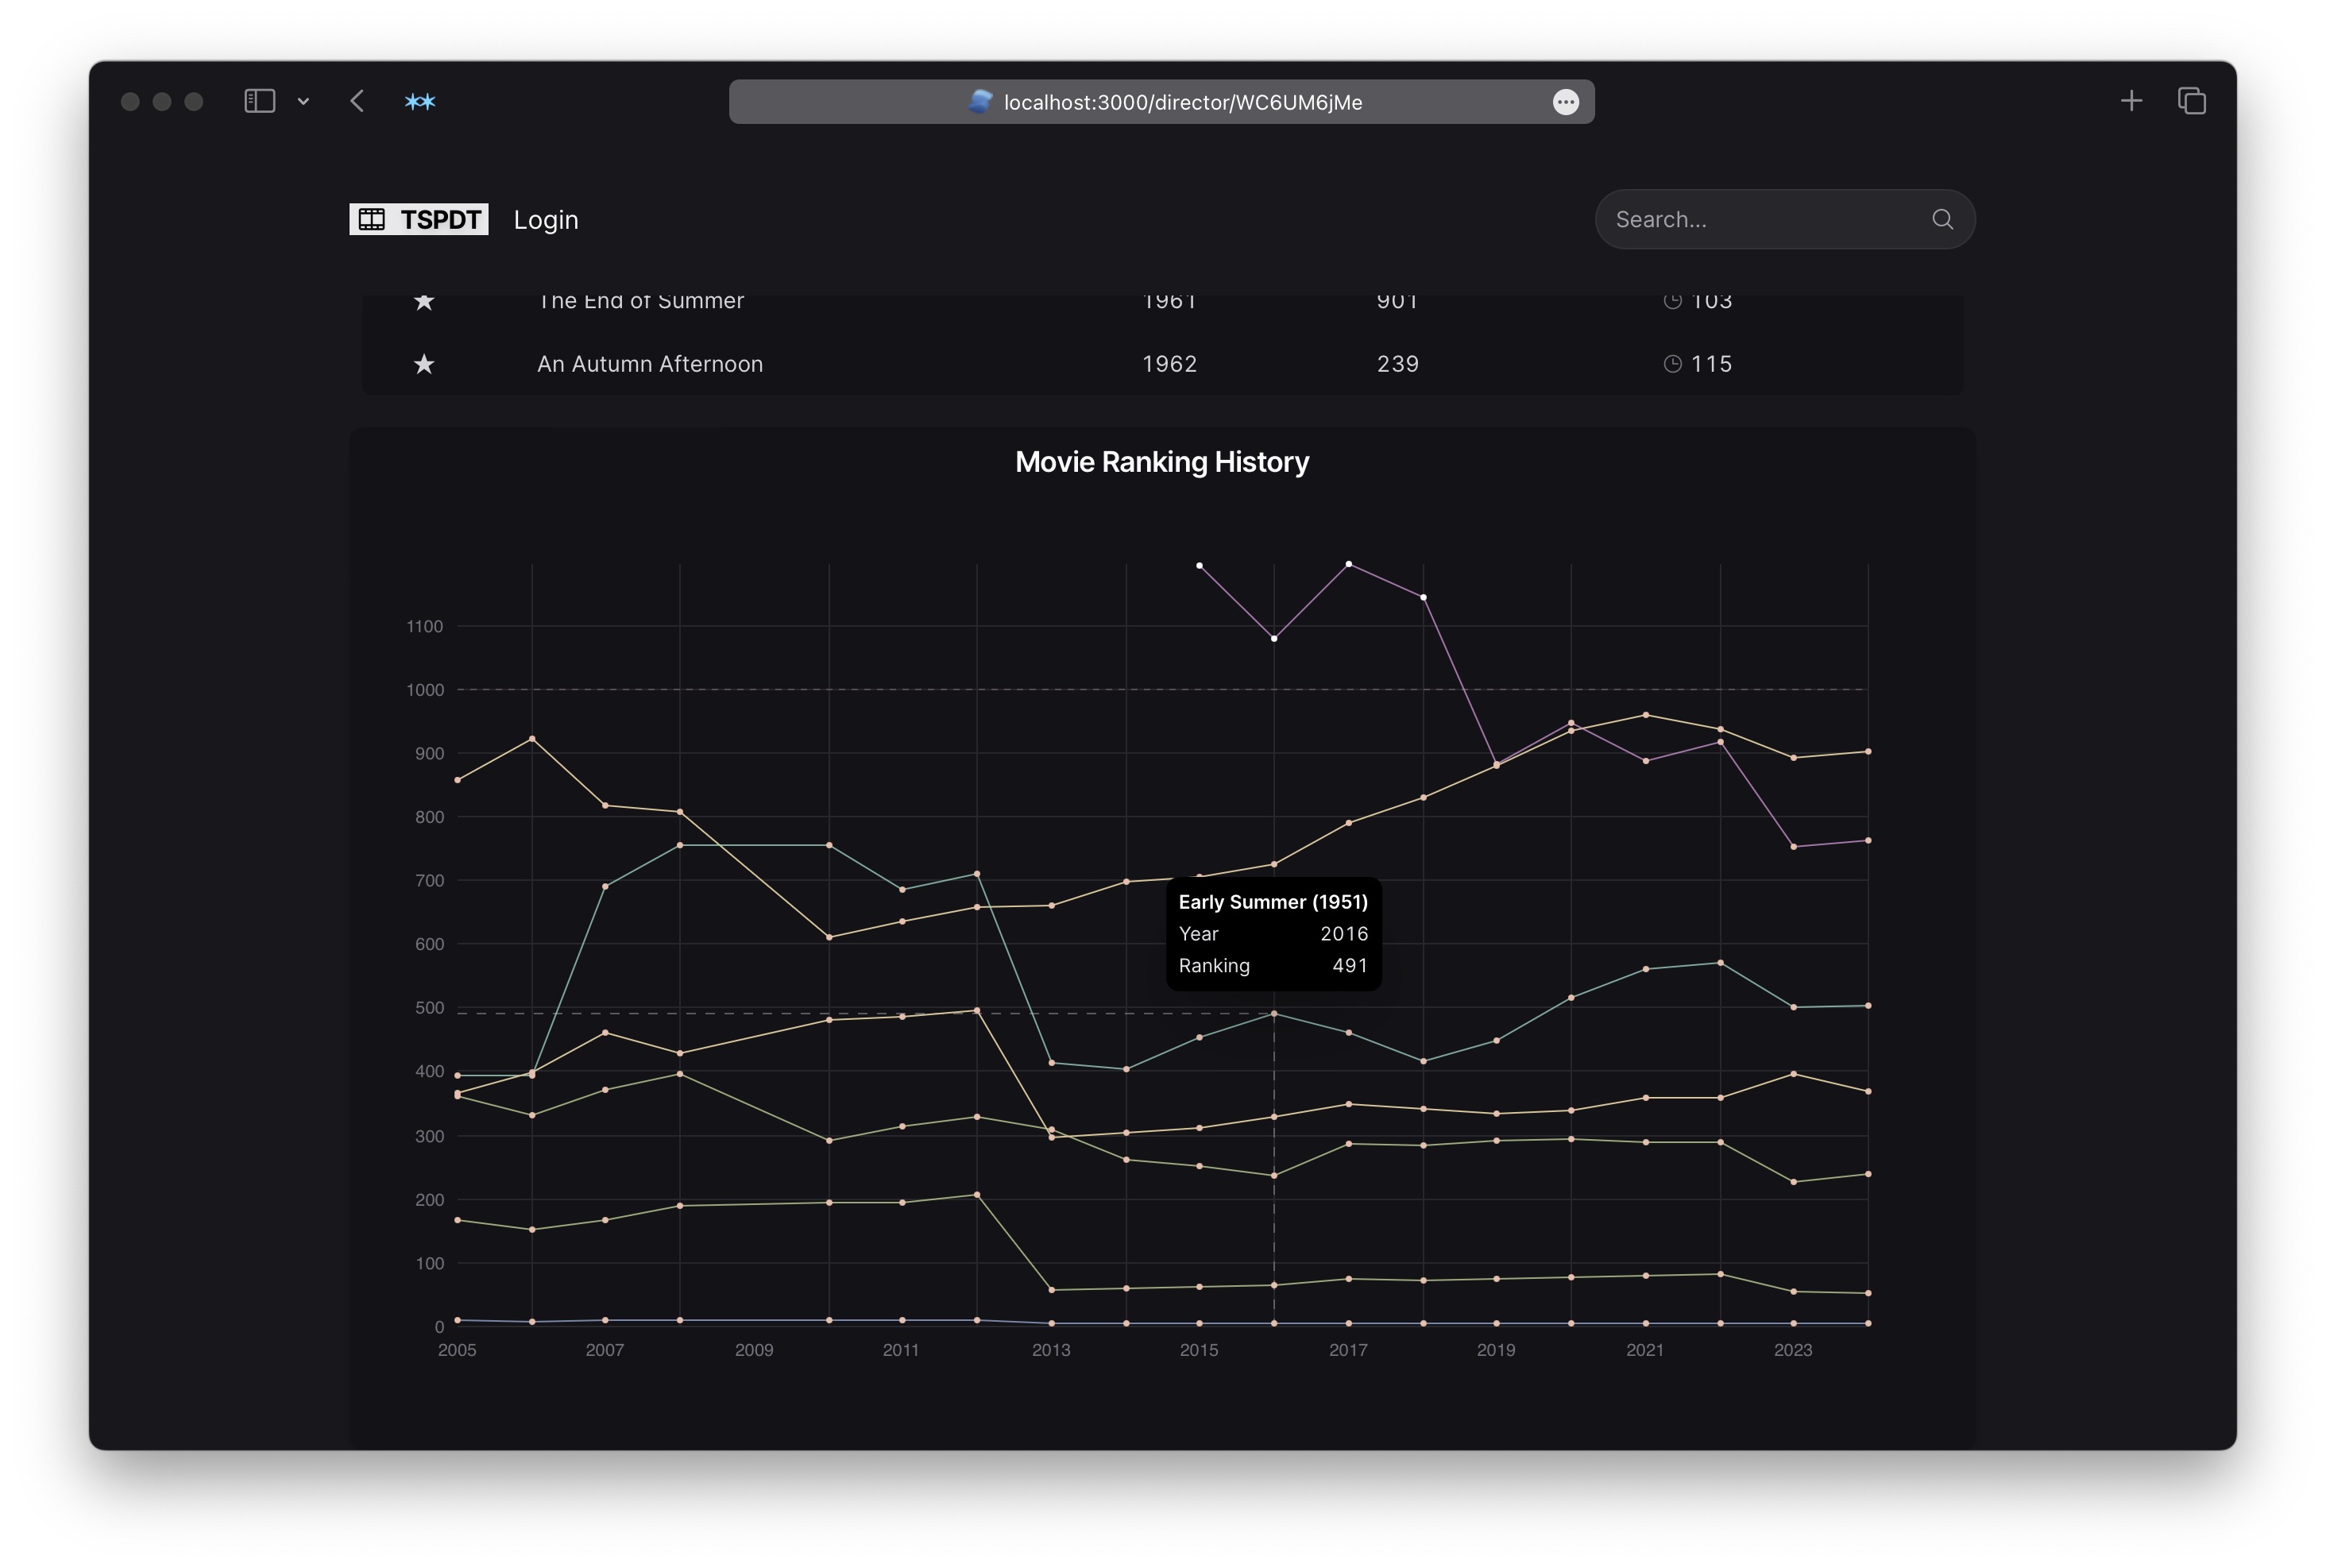 localhost:3000/director/WC6UM6jMe
TSPDT Login Search...
The End of Summer 1961 901 103
An Autumn Afternoon 1962 239 115
Movie Ranking History
1100
1000
900
800
700
Early Summer (1951)
Year 2016
600
Ranking 491
500
400
300
200
100
0
2005 2007 2009 2011 2013 2015 2017 2019 2021 2023